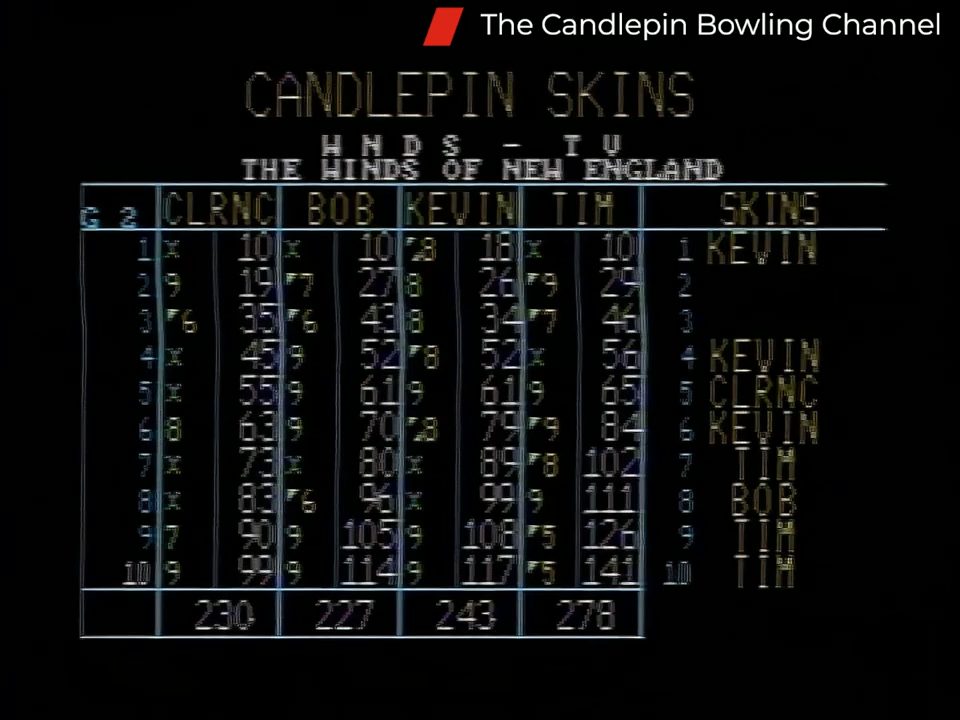 The Candlepin Bowling Channel
CANDLEPIN SKINS
W N D S - T V
THE WINDS OF NEW ENGLAND
G 2 CLRNC BOB KEVIN TIM SKINS
1 x 10 x 10 8 18 x 10 1 KEVIN
2 9 19 7 27 8 26 9 29 2
3 6 35 6 43 8 34 7 46 3
4 x 45 9 52 8 52 x 56 4 KEVIN
5 x 55 9 61 9 61 9 65 5 CLRNC
6 8 63 9 70 8 79 9 84 6 KEVIN
7 x 73 x 80 x 89 8 102 7 TIM
8 x 83 6 96 x 99 9 111 8 BOB
9 7 90 9 105 9 108 5 126 9 TIM
10 9 99 9 114 9 117 5 141 10 TIM
230 227 243 278